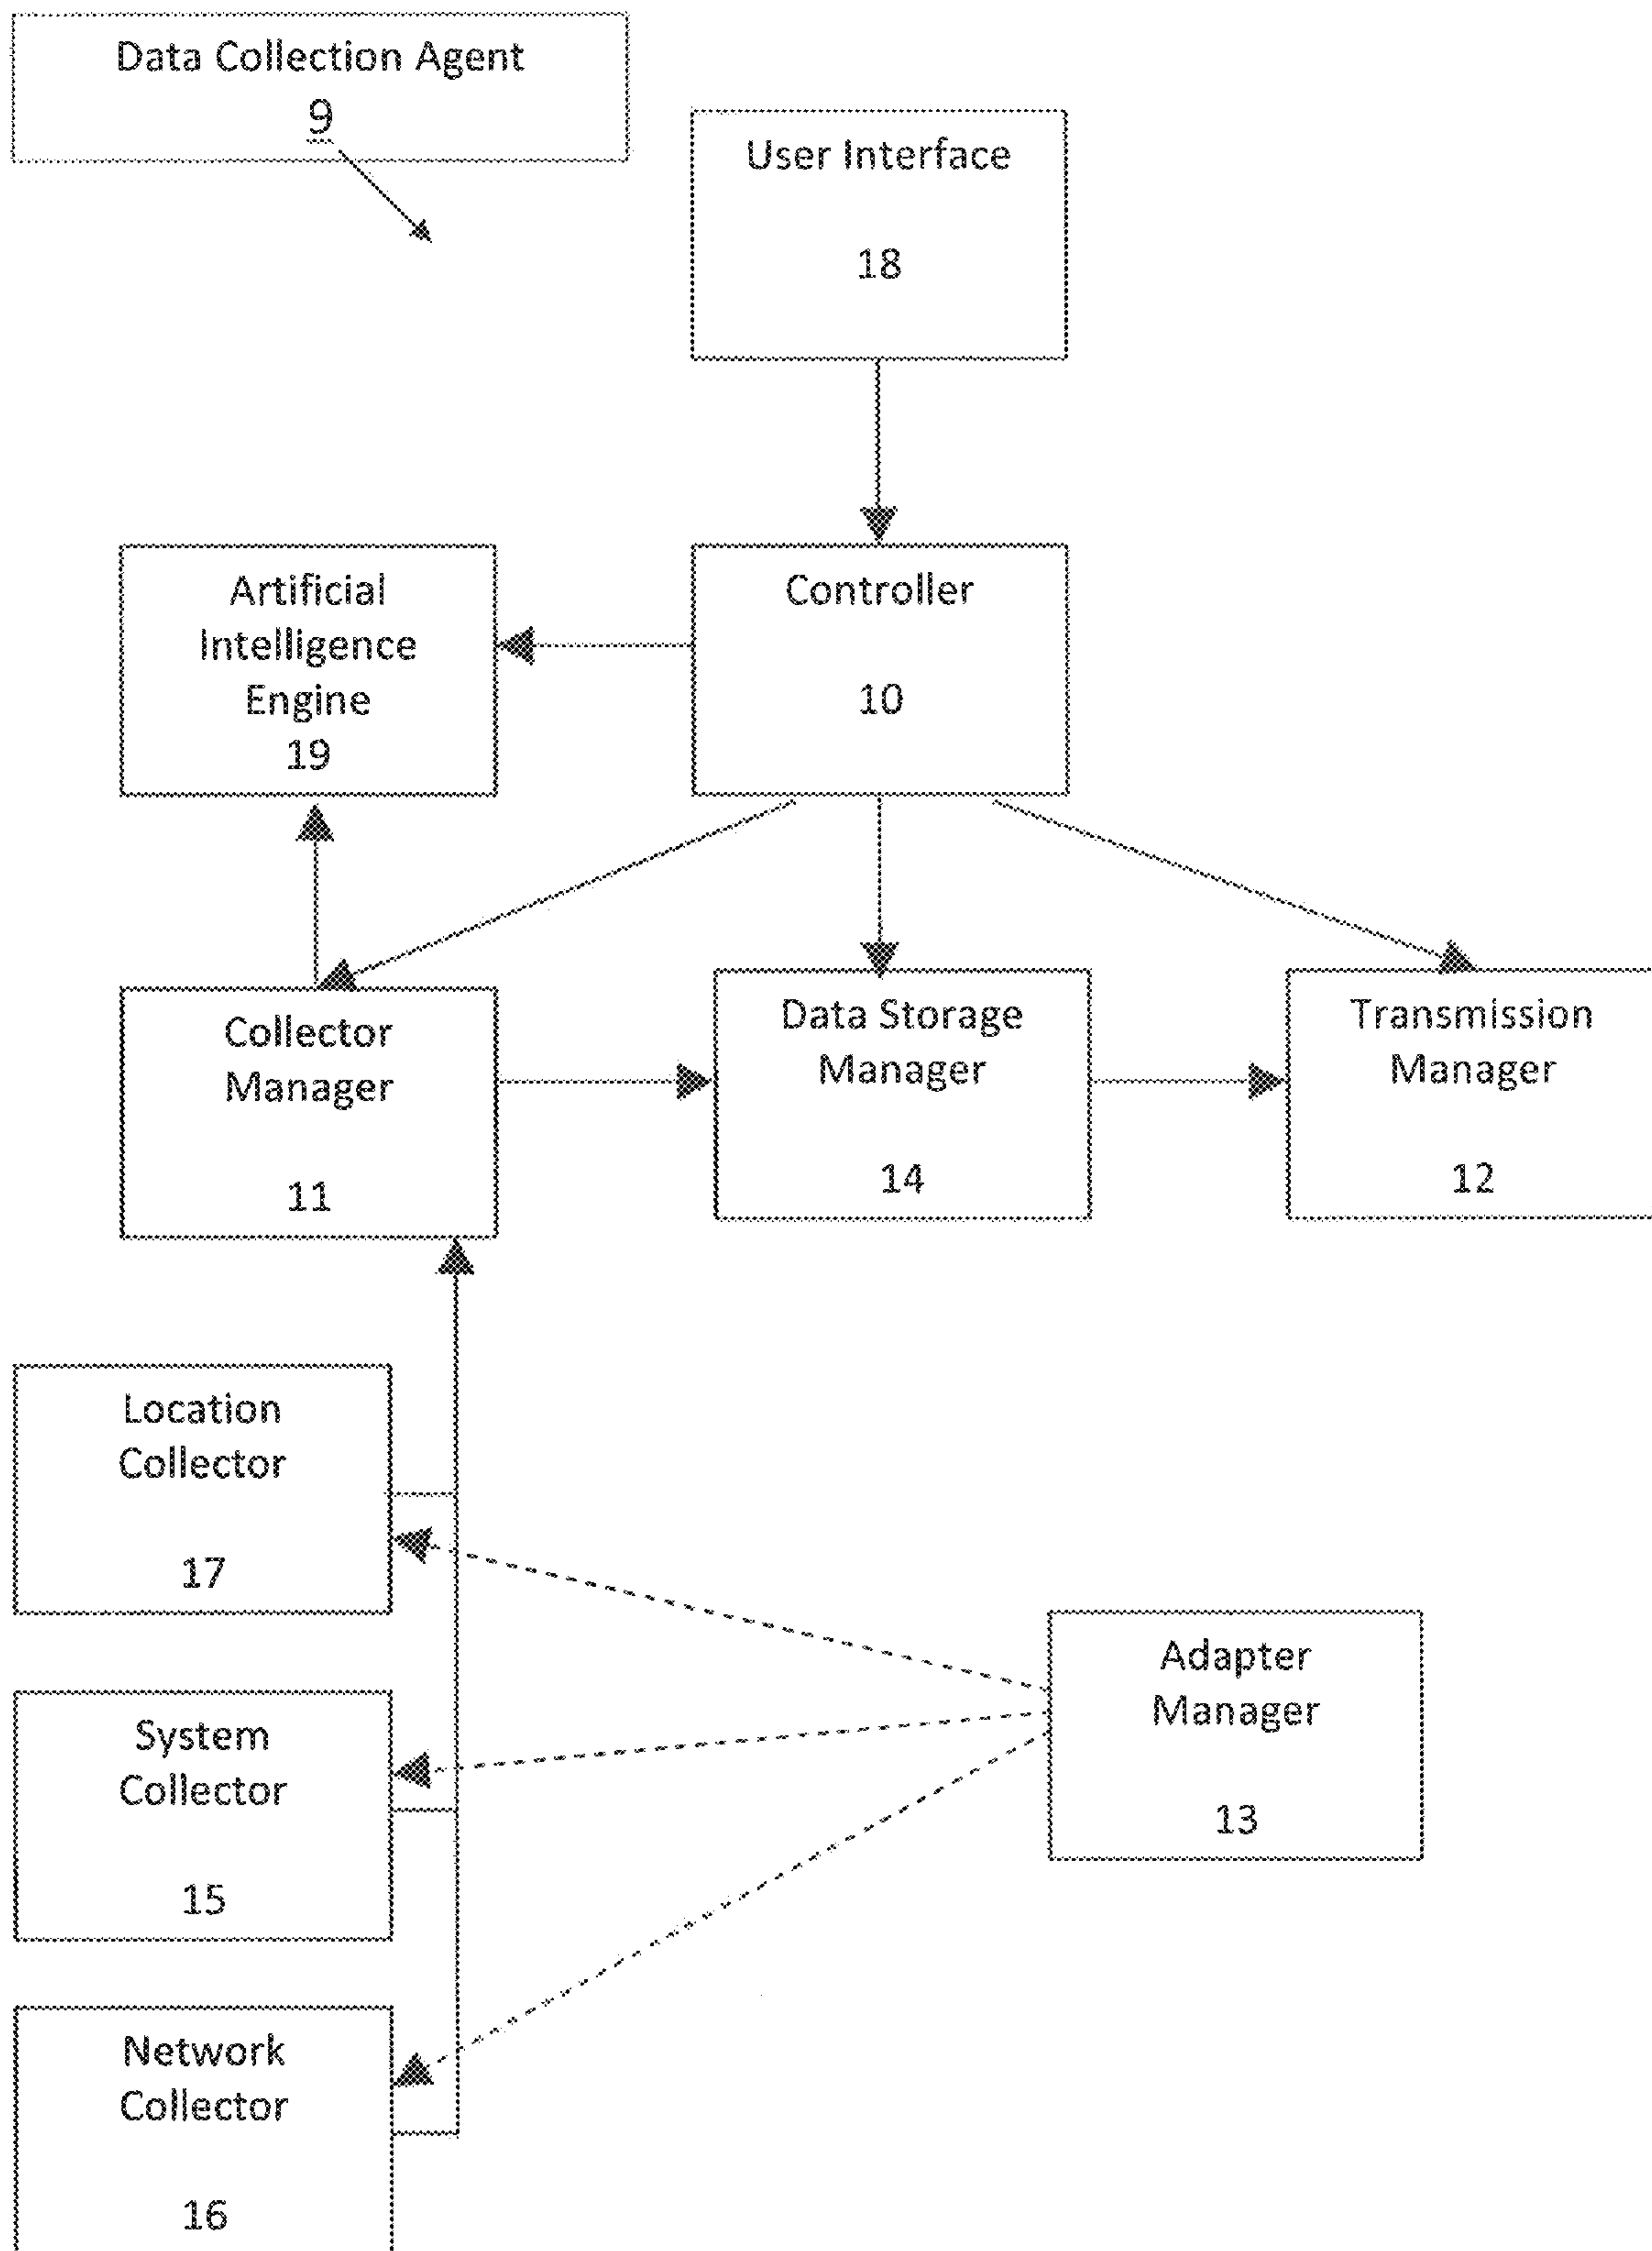 Data Collection Agent
9
User Interface
18
Artificial
Intelligence
Engine
19
Controller
10
Collector
Manager
11
Data Storage
Manager
14
Transmission
Manager
12
Location
Collector
17
System
Collector
15
Adapter
Manager
13
Network
Collector
16